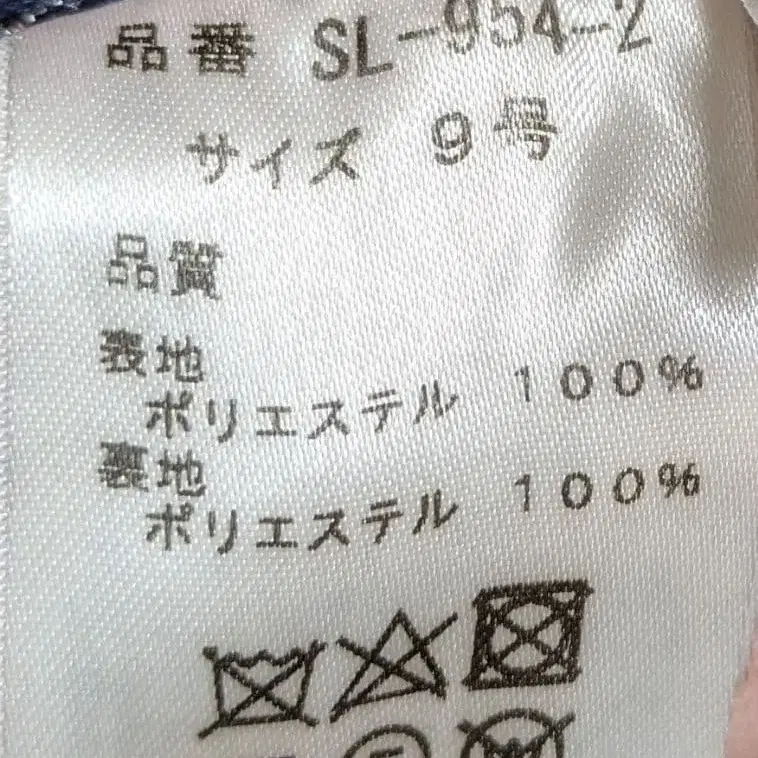 品番 SL-954-2
サイズ 9号
品質
表地
ポリエステル 100%
裏地
ポリエステル 100%